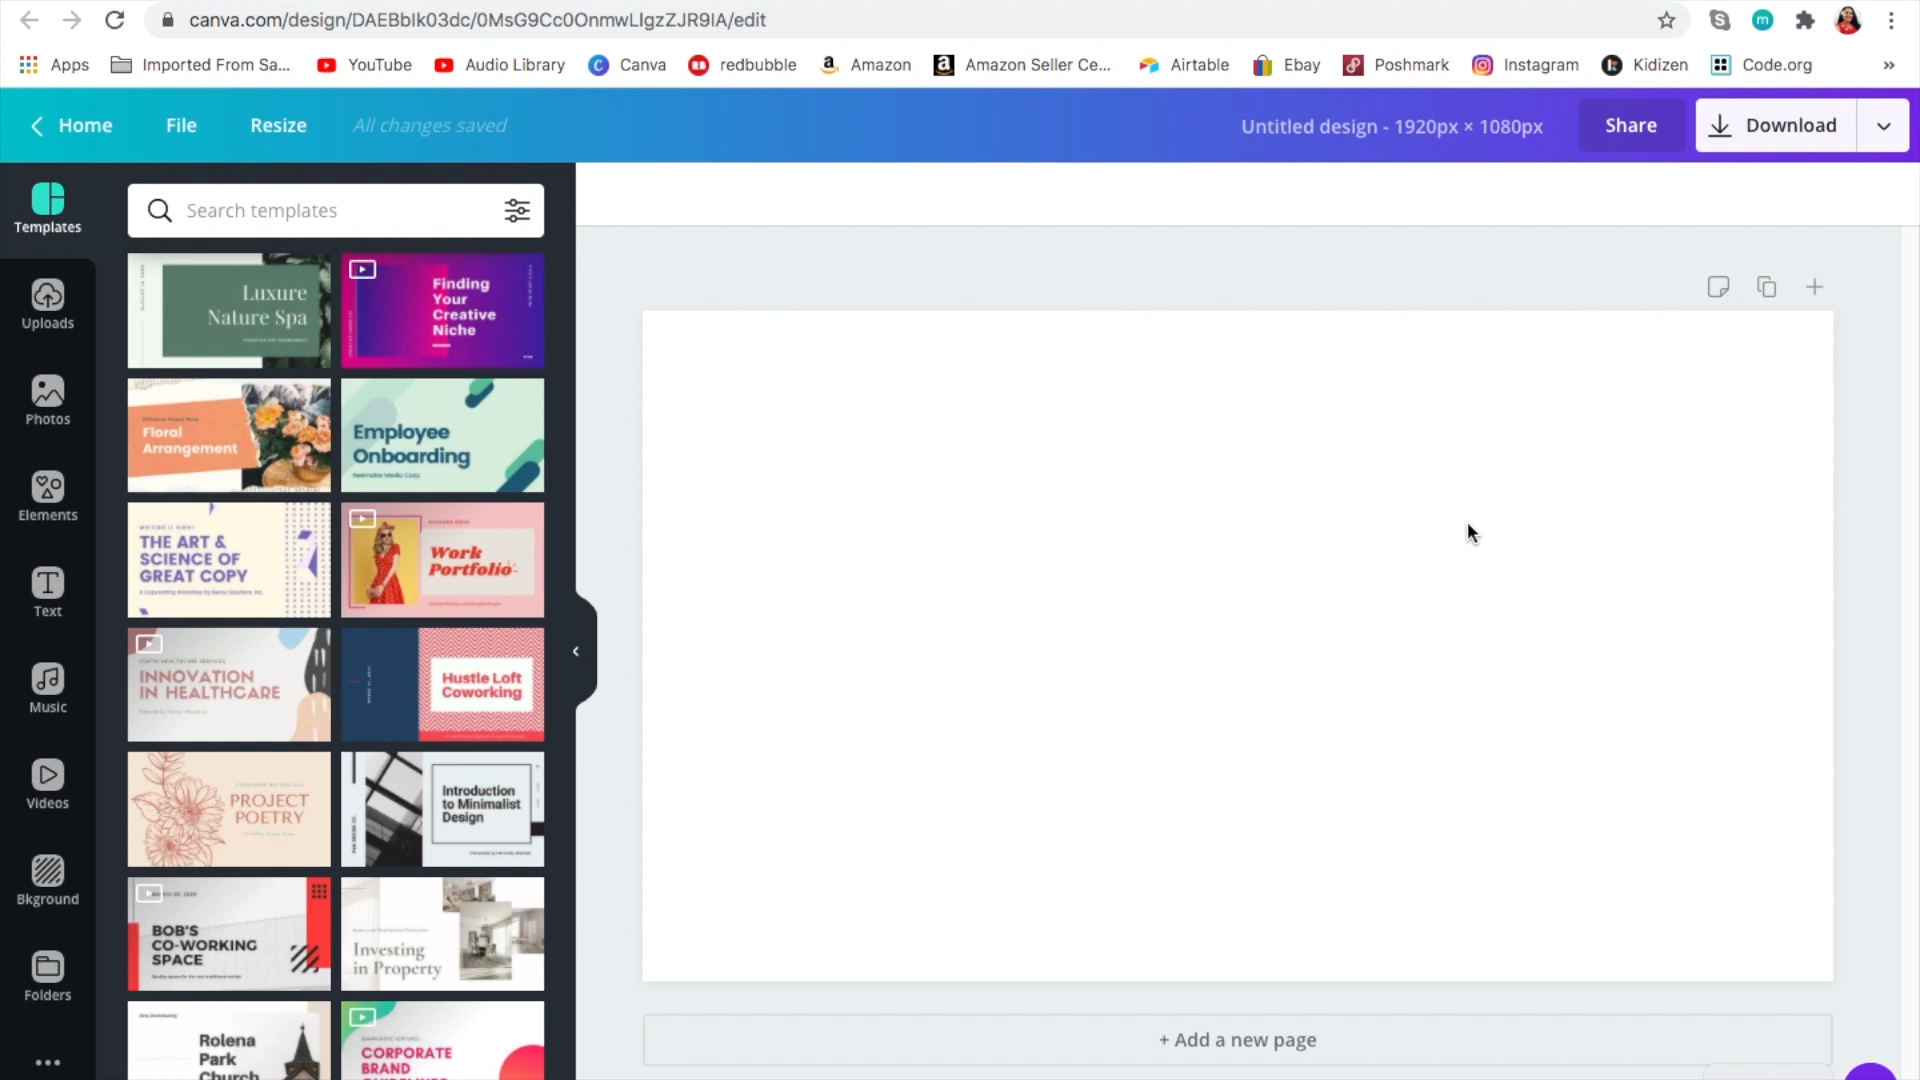 canva.com/design/DAEBbIk03dc/0MsG9Cc0OnmwLlgzZJR9IA/edit
Apps Imported From Sa... YouTube Audio Library Canva redbubble Amazon Amazon Seller Ce... Airtable Ebay Poshmark Instagram Kidizen Code.org »
Home File Resize All changes saved Untitled design - 1920px × 1080px Share Download
Templates
Uploads
Photos
Elements
Text
Music
Videos
Bkground
Folders
Search templates
Luxure
Nature Spa
Finding
Your
Creative
Niche
Floral
Arrangement
Employee
Onboarding
THE ART &
SCIENCE OF
GREAT COPY
Work
Portfolio
INNOVATION
IN HEALTHCARE
Hustle Loft
Coworking
PROJECT
POETRY
Introduction
to Minimalist
Design
BOB'S
CO-WORKING
SPACE
Investing
in Property
Rolena
Park
Church
CORPORATE
BRAND
GUIDELINES
+ Add a new page